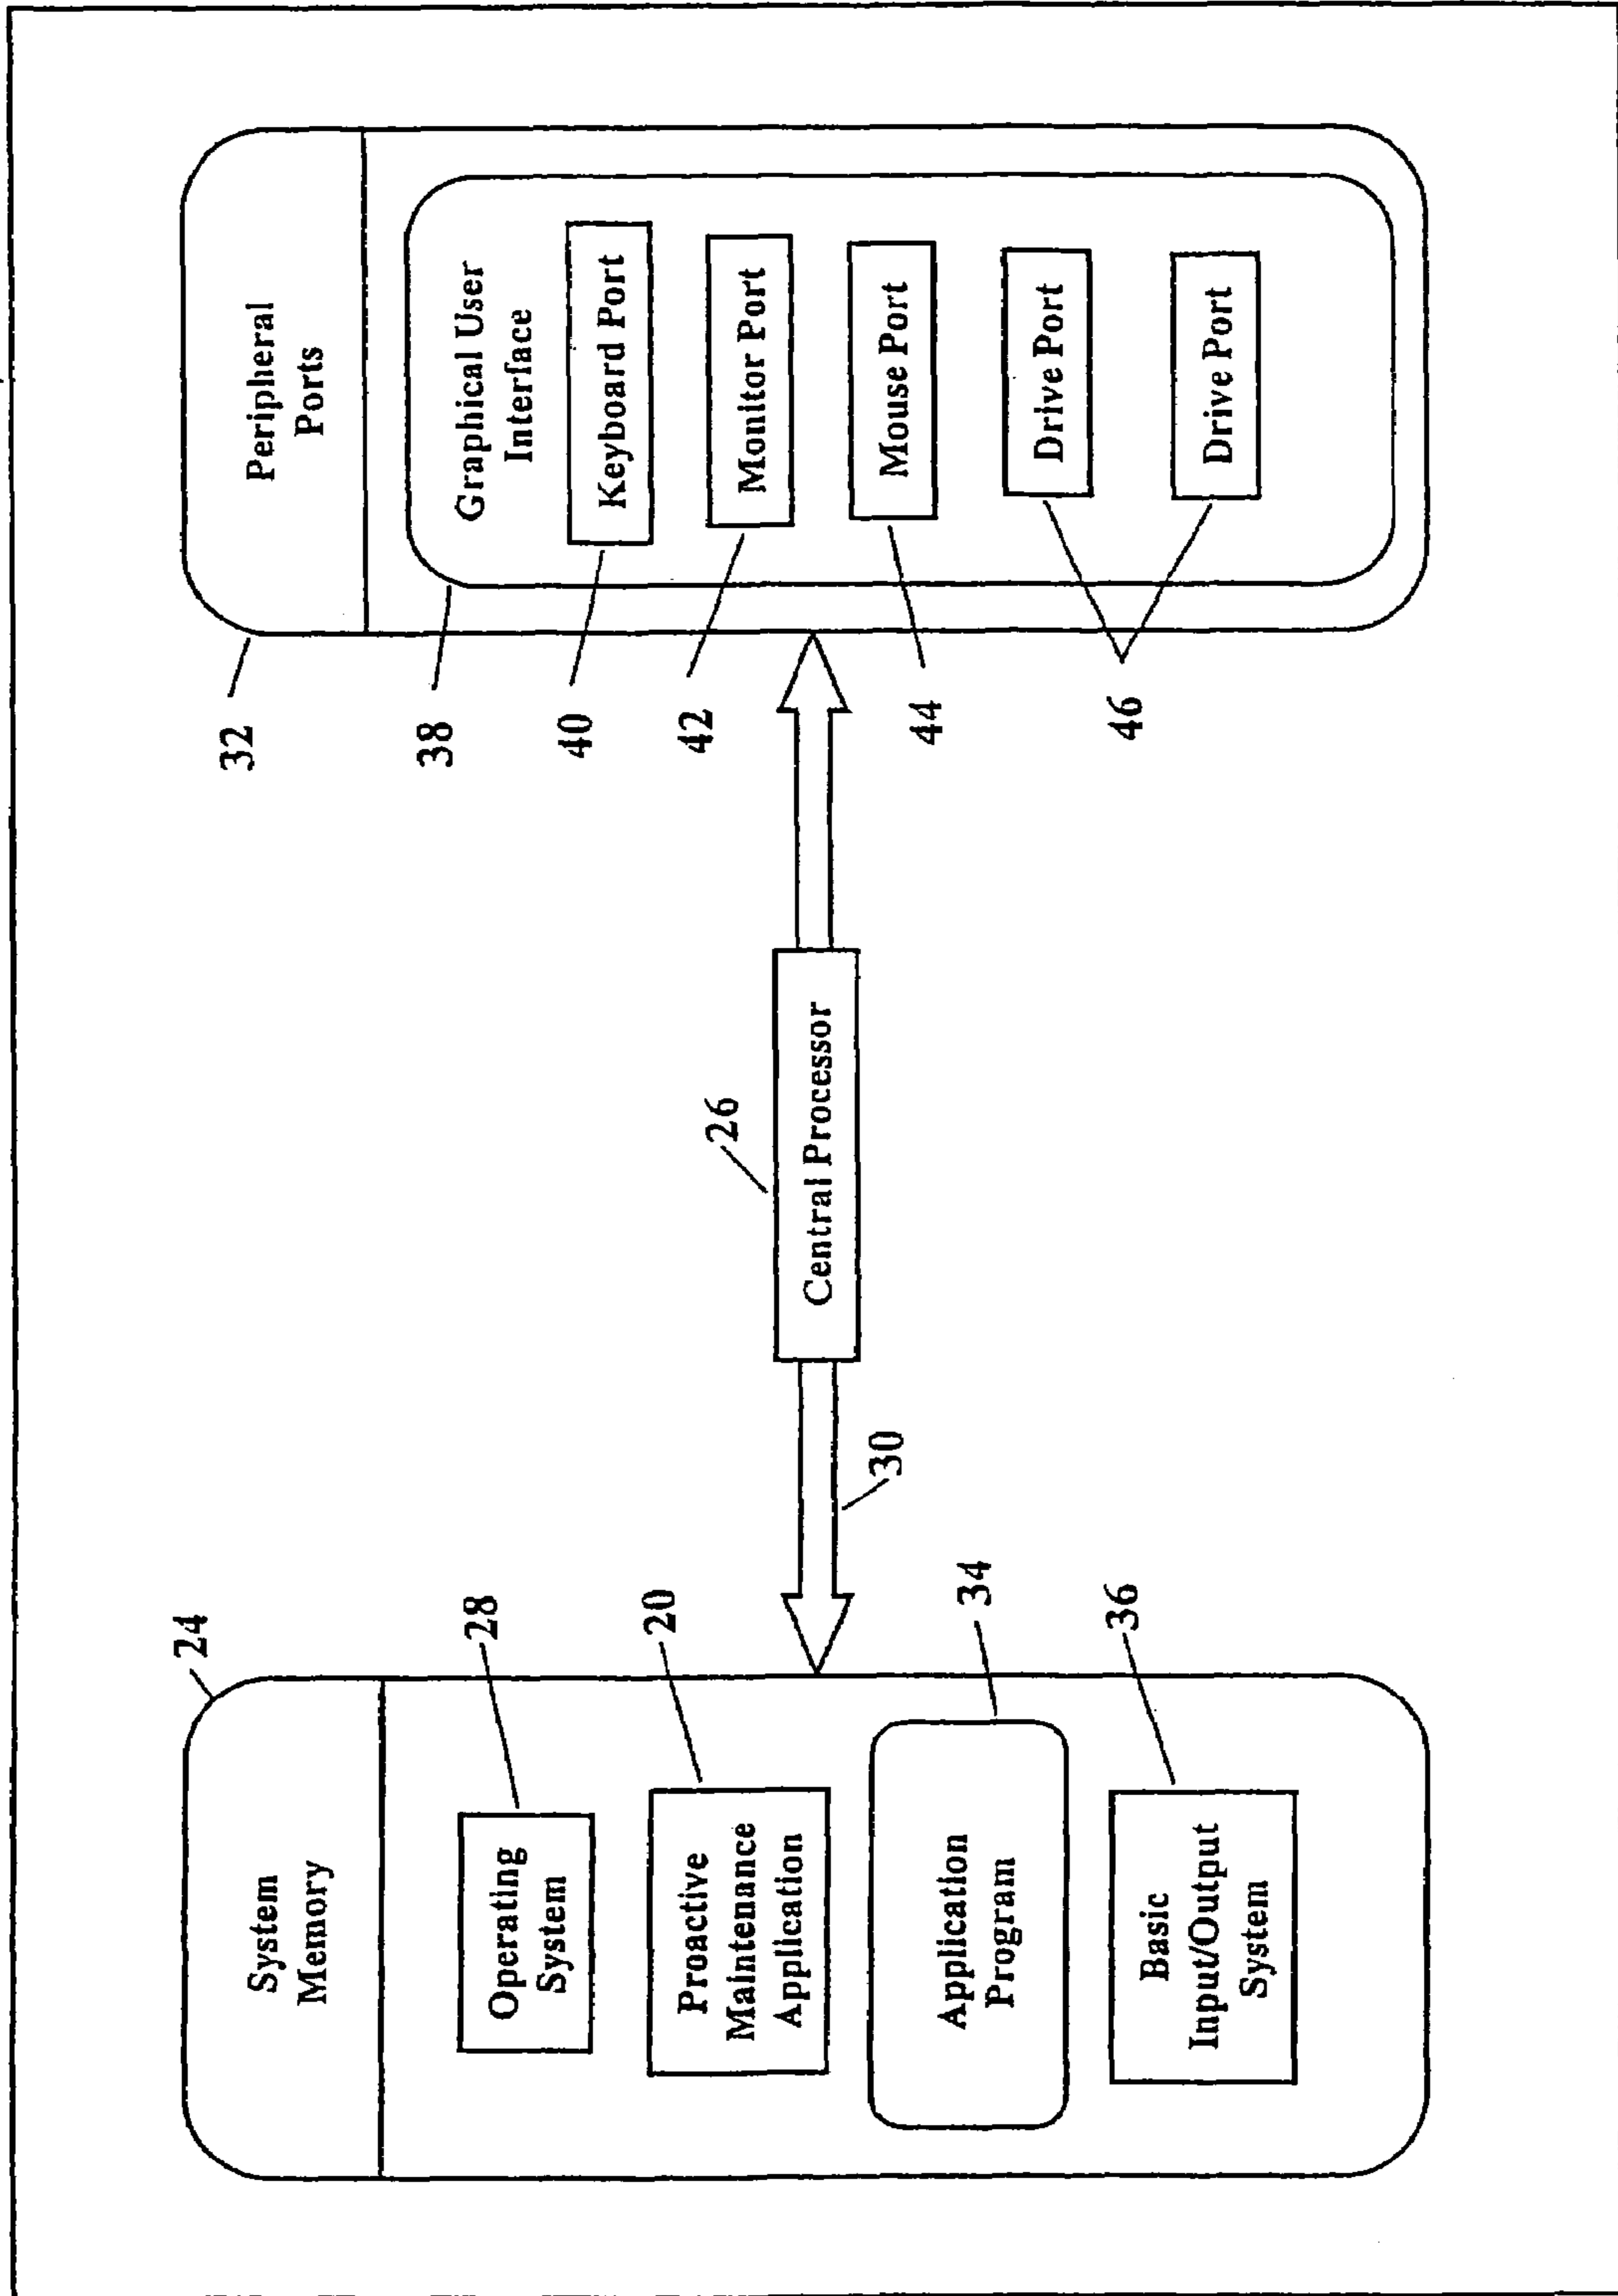 24
System
Memory
28
Operating
System
20
Proactive
Maintenance
Application
34
Application
Program
36
Basic
Input/Output
System
26
Central Processor
30
32
Peripheral
Ports
38
Graphical User
Interface
40
Keyboard Port
42
Monitor Port
44
Mouse Port
46
Drive Port
Drive Port